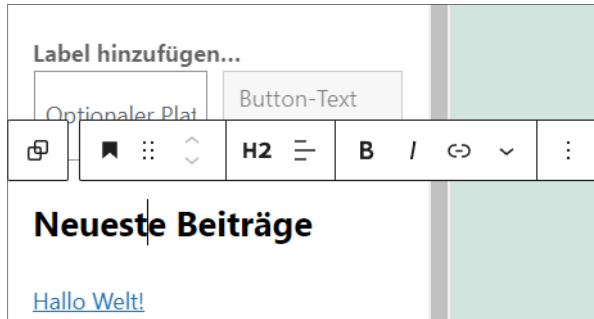 Label hinzufügen...
Button-Text
Optionaler Plat
H2 B I
Neueste Beiträge
Hallo Welt!